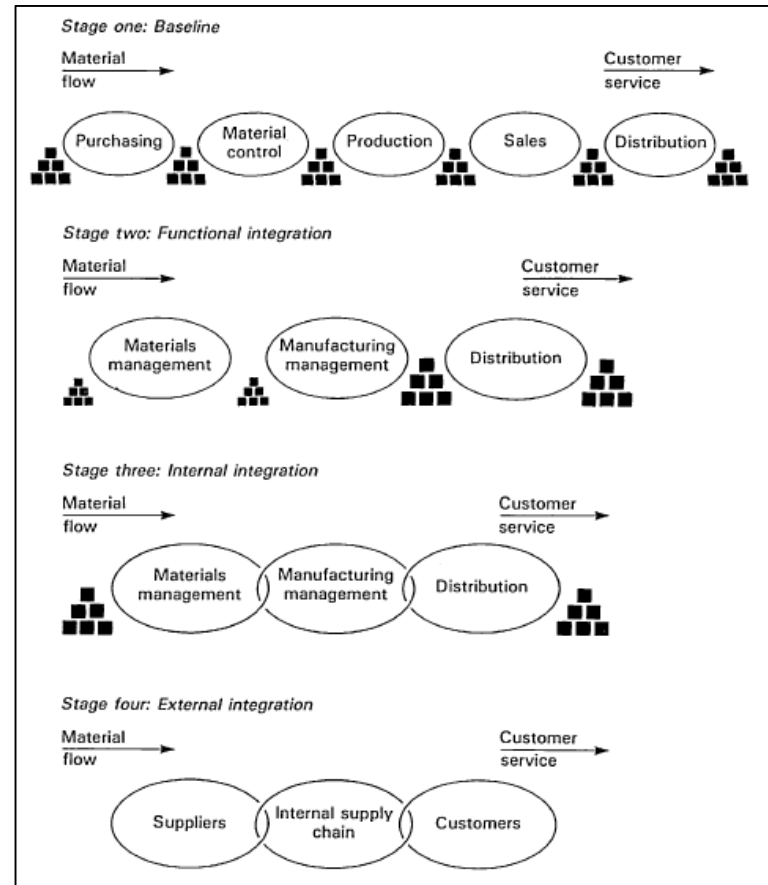 Stage one: Baseline
Material
flow
Customer
service
Purchasing
Material
control
Production
Sales
Distribution
Stage two: Functional integration
Material
flow
Customer
service
Materials
management
Manufacturing
management
Distribution
Stage three: Internal integration
Material
flow
Customer
service
Materials
management
Manufacturing
management
Distribution
Stage four: External integration
Material
flow
Customer
service
Suppliers
Internal supply
chain
Customers